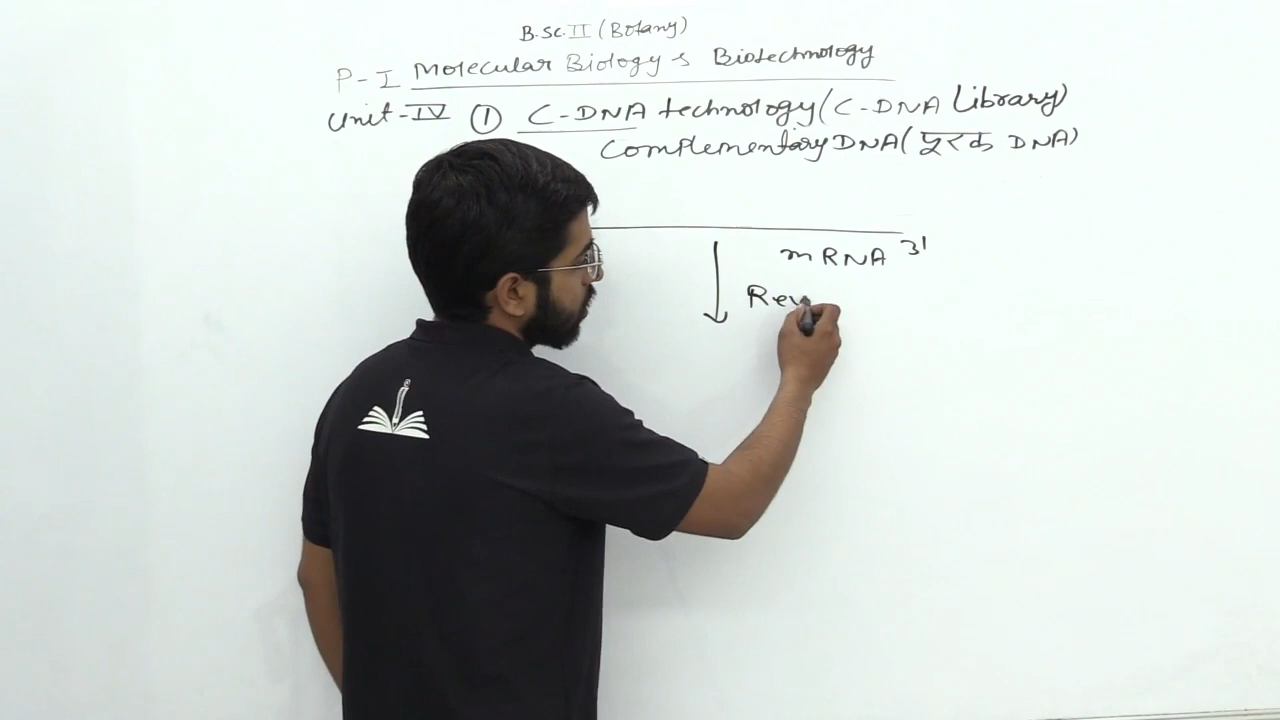 B.Sc.II (Botany)
P-I Molecular Biology & Biotechnology
Unit-IV ① C-DNA technology (C-DNA Library)
Complementary DNA (पूरक DNA)
mRNA 3'
Rev